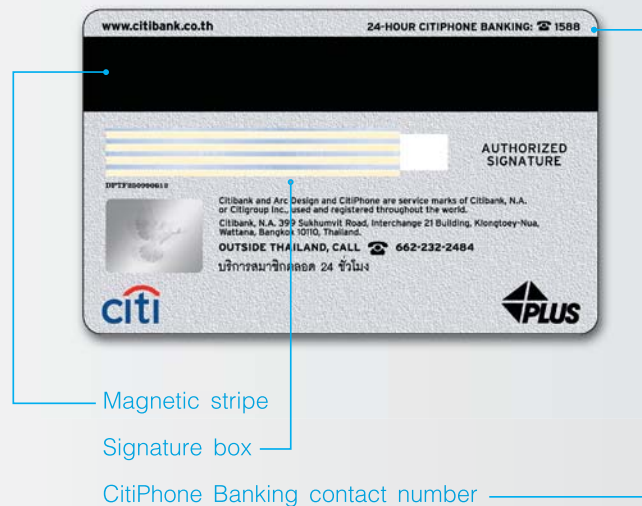 www.citibank.co.th 24-HOUR CITIPHONE BANKING: ☎ 1588
AUTHORIZED
SIGNATURE
Citibank and Arc Design and CitiPhone are service marks of Citibank, N.A.
or Citigroup Inc., used and registered throughout the world.
Citibank, N.A. 399 Sukhumvit Road, Interchange 21 Building, Klongtoey-Nua,
Wattana, Bangkok 10110, Thailand.
OUTSIDE THAILAND, CALL ☎ 662-232-2484
บริการสมาชิกตลอด 24 ชั่วโมง
citi
PLUS
Magnetic stripe
Signature box
CitiPhone Banking contact number